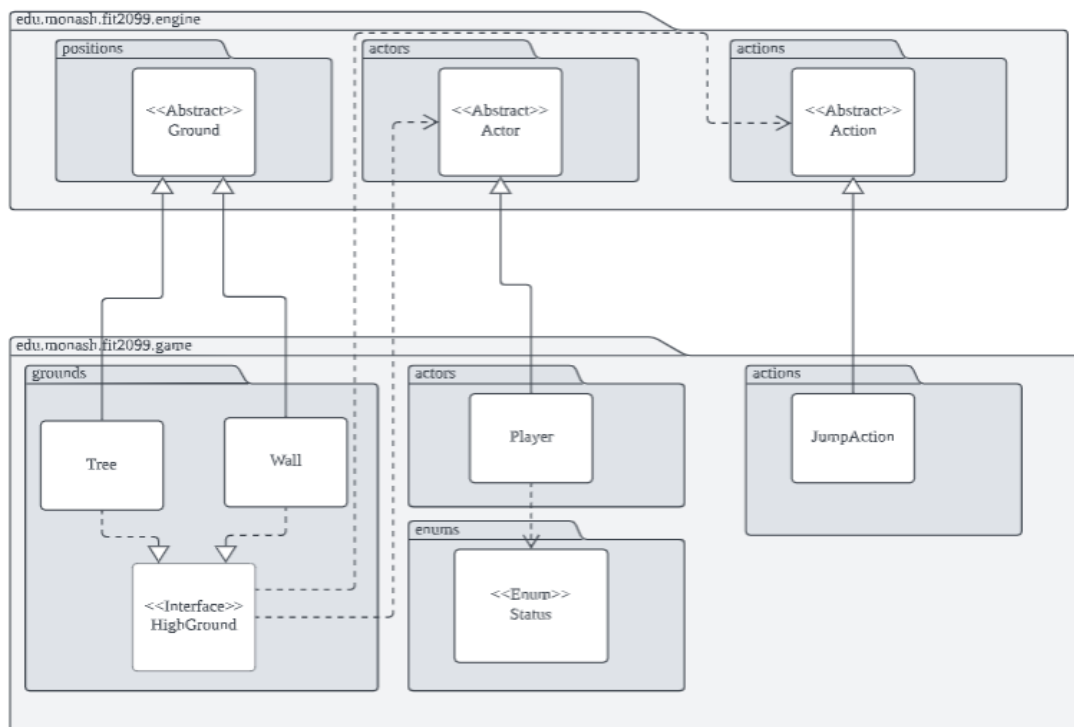 edu.monash.fit2099.engine
positions
actors
actions
<<Abstract>>
Ground
<<Abstract>>
Actor
<<Abstract>>
Action
edu.monash.fit2099.game
grounds
actors
actions
Tree
Wall
Player
JumpAction
enums
<<Interface>>
HighGround
<<Enum>>
Status